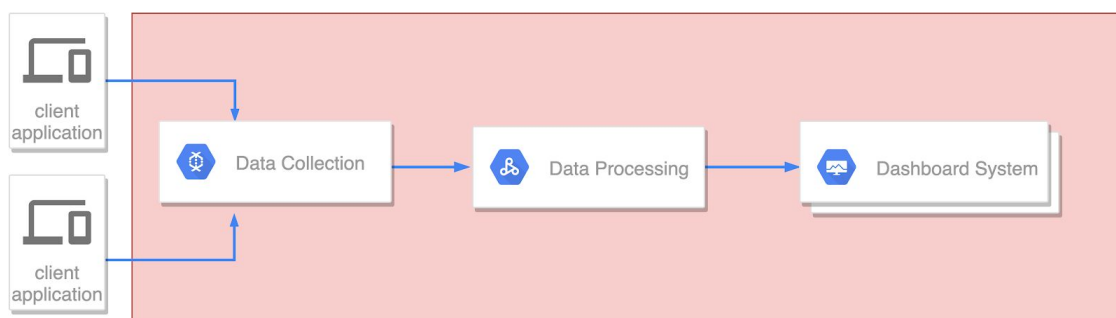 client
application
Data Collection
Data Processing
Dashboard System
client
application